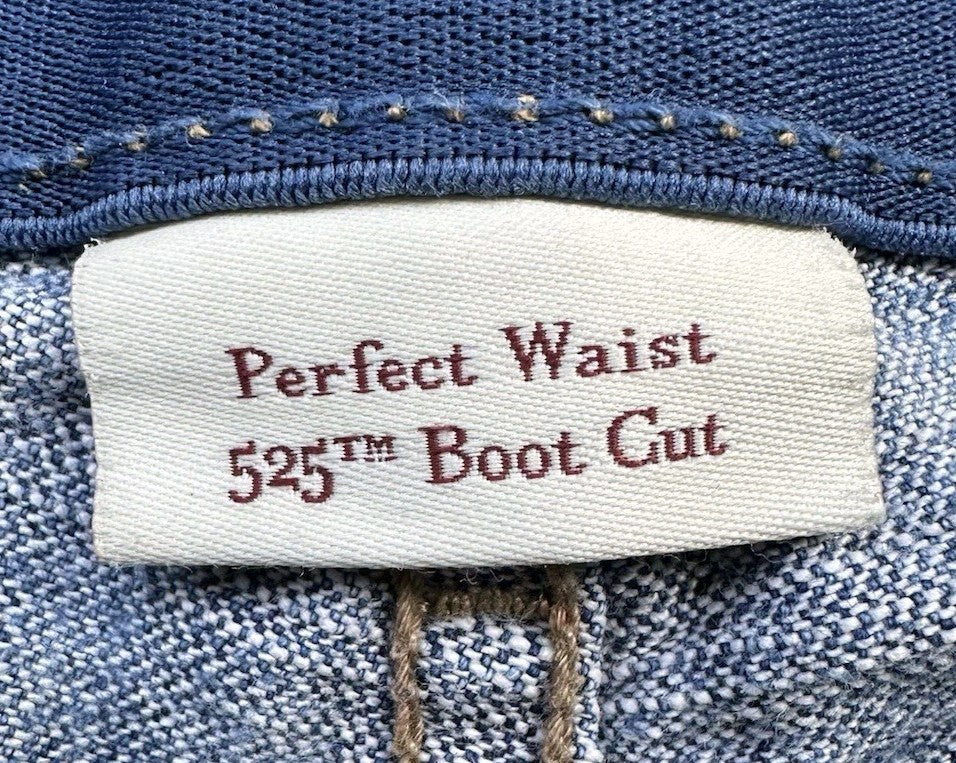 Perfect Waist
525™ Boot Cut